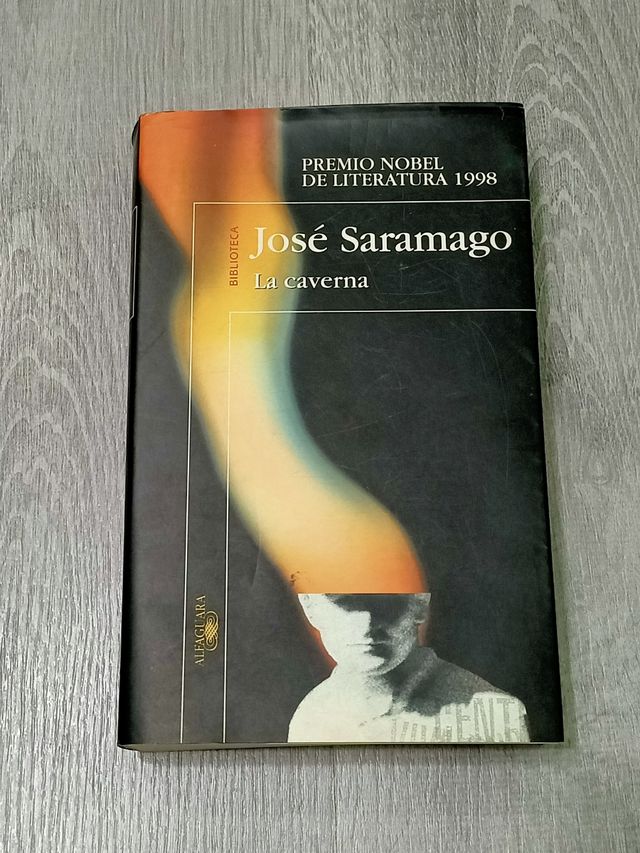 PREMIO NOBEL
DE LITERATURA 1998
BIBLIOTECA
José Saramago
La caverna
ALFAGUARA